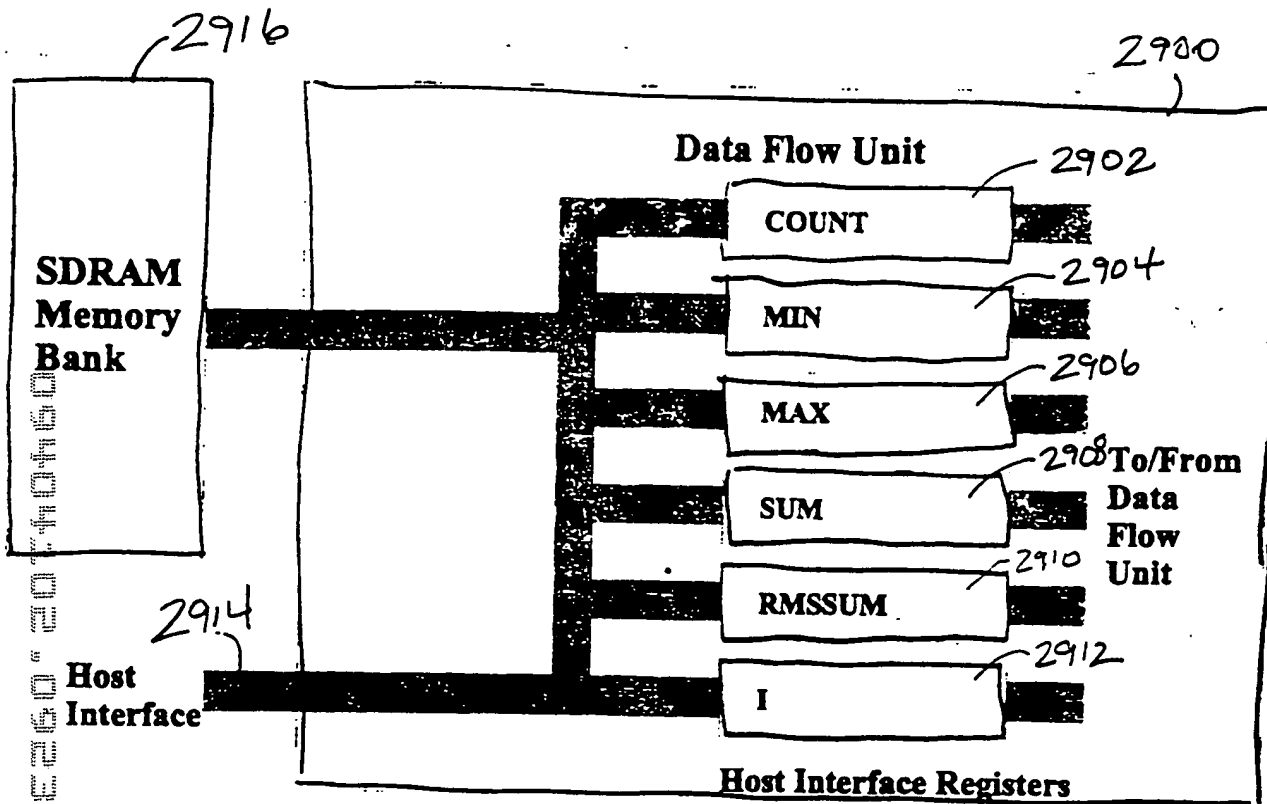 2916
2900
Data Flow Unit
2902
COUNT
SDRAM
Memory
Bank
2904
MIN
2906
MAX
2908
To/From
Data
Flow
Unit
SUM
2910
RMSSUM
2914
Host
Interface
2912
I
Host Interface Registers